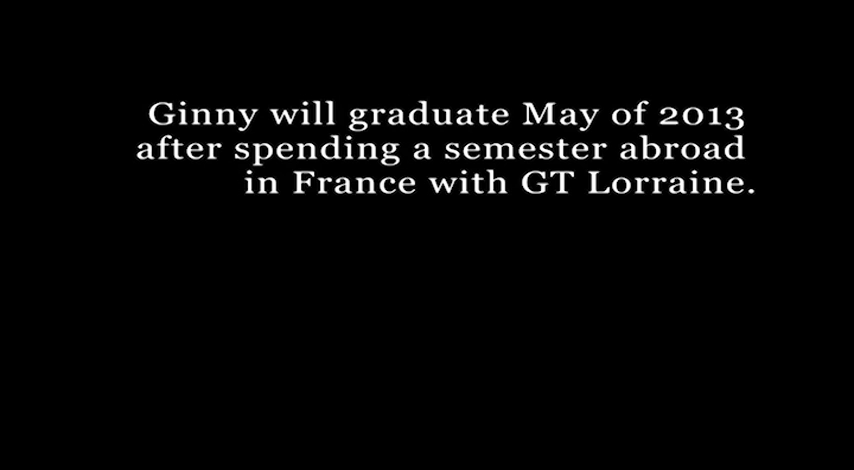 Ginny will graduate May of 2013
after spending a semester abroad
in France with GT Lorraine.